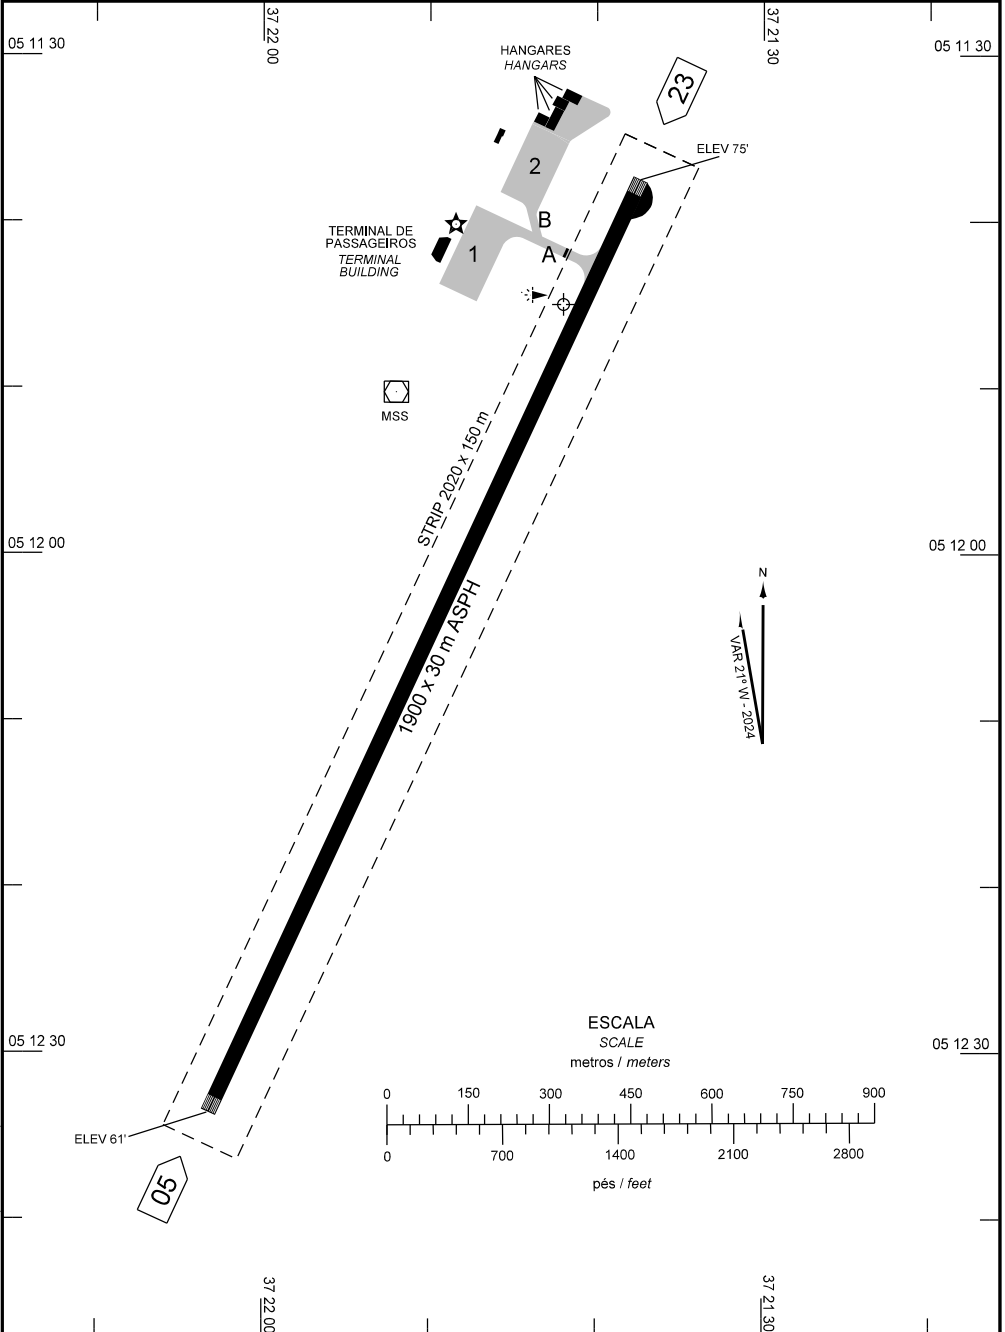 37 22 00
37 21 30
05 11 30
05 11 30
HANGARES
HANGARS
23
ELEV 75'
2
B
TERMINAL DE
PASSAGEIROS
TERMINAL
BUILDING
1
A
MSS
STRIP 2020 x 150 m
05 12 00
05 12 00
1900 x 30 m ASPH
N
VAR 21º W - 2024
ESCALA
SCALE
metros / meters
05 12 30
05 12 30
0 150 300 450 600 750 900
0 700 1400 2100 2800
pés / feet
ELEV 61'
05
37 22 00
37 21 30